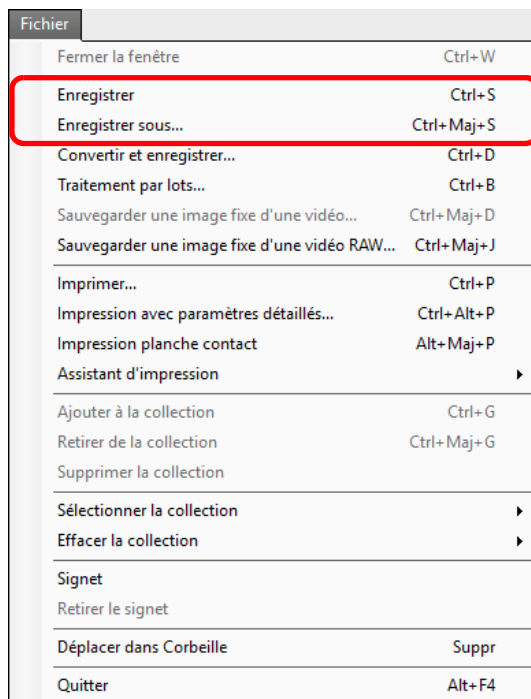 Fichier
Fermer la fenêtre Ctrl+W
Enregistrer Ctrl+S
Enregistrer sous... Ctrl+Maj+S
Convertir et enregistrer... Ctrl+D
Traitement par lots... Ctrl+B
Sauvegarder une image fixe d'une vidéo... Ctrl+Maj+D
Sauvegarder une image fixe d'une vidéo RAW... Ctrl+Maj+J
Imprimer... Ctrl+P
Impression avec paramètres détaillés... Ctrl+Alt+P
Impression planche contact Alt+Maj+P
Assistant d'impression
Ajouter à la collection Ctrl+G
Retirer de la collection Ctrl+Maj+G
Supprimer la collection
Sélectionner la collection
Effacer la collection
Signet
Retirer le signet
Déplacer dans Corbeille Suppr
Quitter Alt+F4